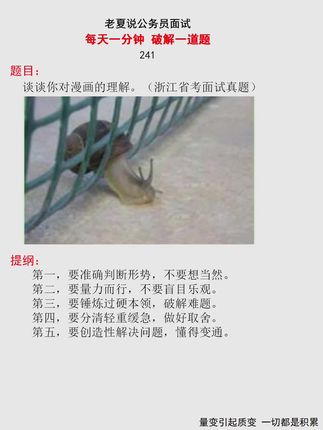 老夏说公务员面试
每天一分钟 破解一道题
241
题目：
谈谈你对漫画的理解。（浙江省考面试真题）
提纲：
第一，要准确判断形势，不要想当然。
第二，要量力而行，不要盲目乐观。
第三，要锤炼过硬本领，破解难题。
第四，要分清轻重缓急，做好取舍。
第五，要创造性解决问题，懂得变通。
量变引起质变 一切都是积累